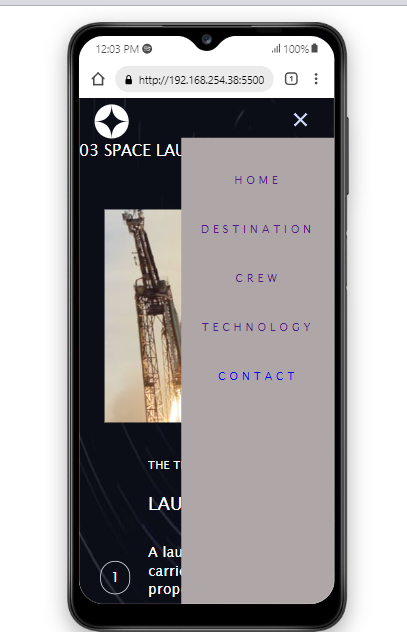 12:03 PM 100%
http://192.168.254.38:5500 1
03 SPACE LAU
HOME
DESTINATION
CREW
TECHNOLOGY
CONTACT
THE T
LAU
1 A lau
carrie
prop